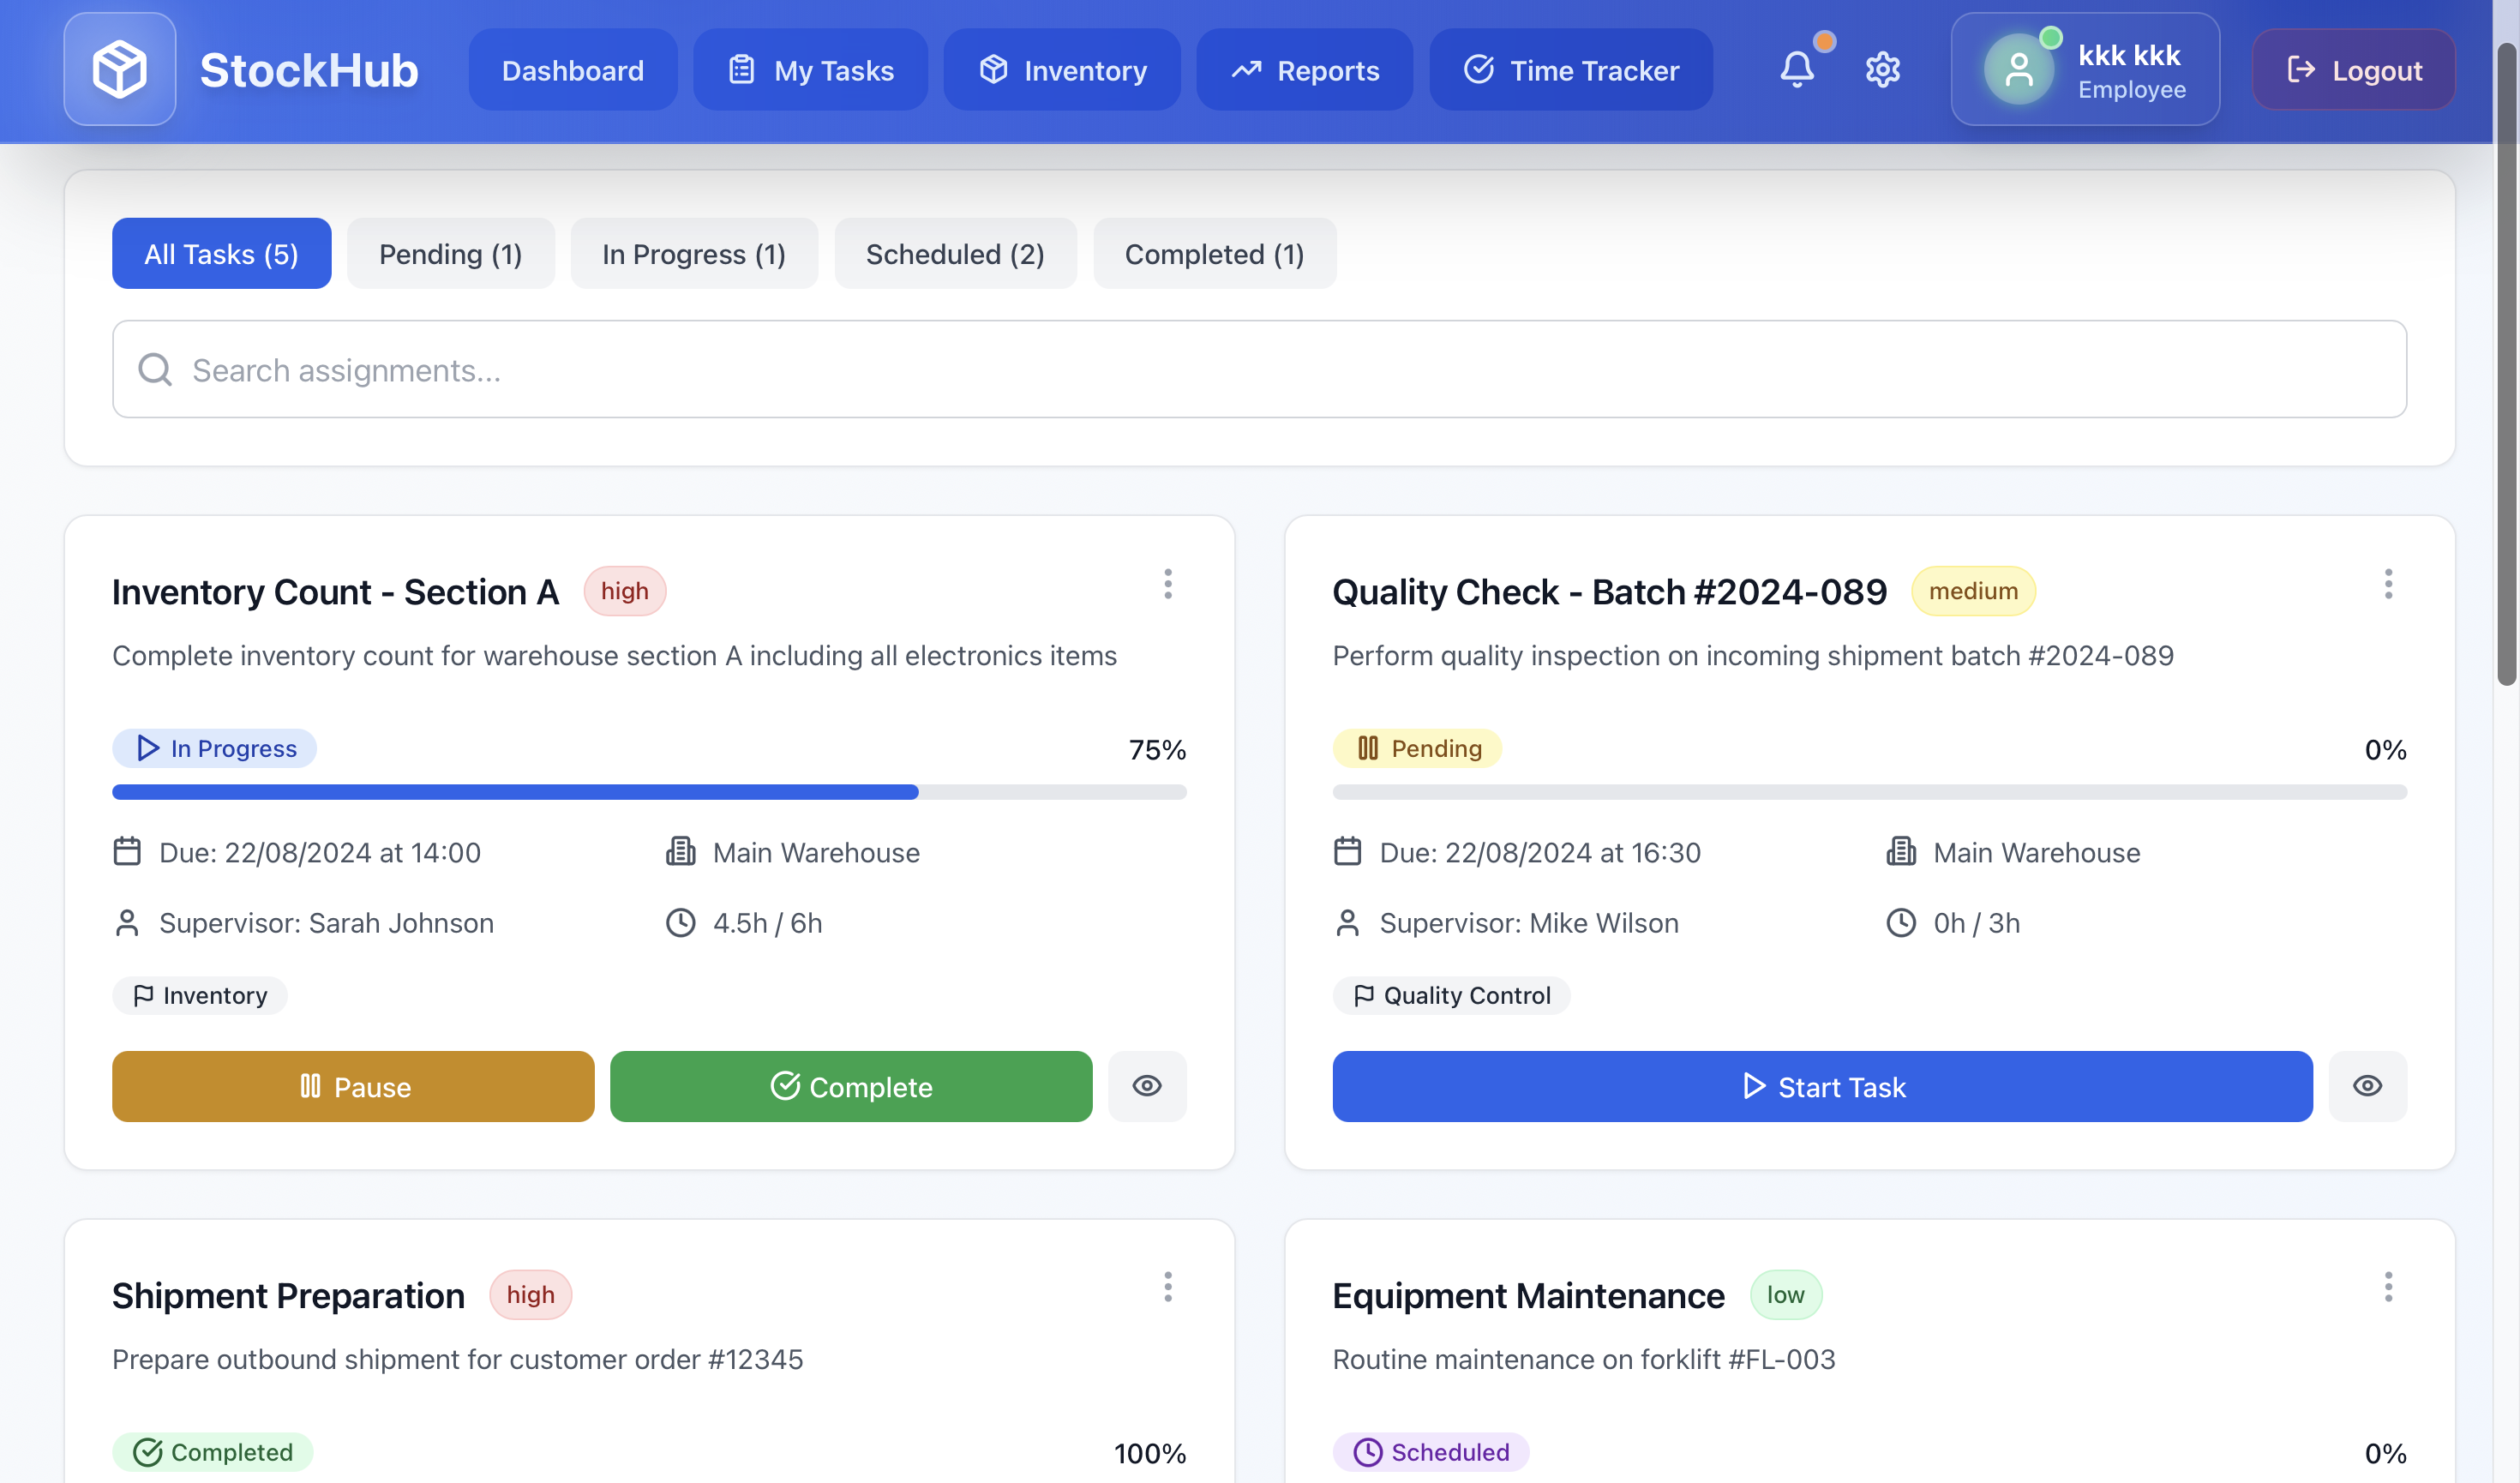 StockHub
Dashboard
My Tasks
Inventory
Reports
Time Tracker
kkk kkk
Employee
Logout
All Tasks (5)
Pending (1)
In Progress (1)
Scheduled (2)
Completed (1)
Search assignments...
Inventory Count - Section A
high
Complete inventory count for warehouse section A including all electronics items
In Progress
75%
Due: 22/08/2024 at 14:00
Main Warehouse
Supervisor: Sarah Johnson
4.5h / 6h
Inventory
Pause
Complete
Quality Check - Batch #2024-089
medium
Perform quality inspection on incoming shipment batch #2024-089
Pending
0%
Due: 22/08/2024 at 16:30
Main Warehouse
Supervisor: Mike Wilson
0h / 3h
Quality Control
Start Task
Shipment Preparation
high
Prepare outbound shipment for customer order #12345
Completed
100%
Equipment Maintenance
low
Routine maintenance on forklift #FL-003
Scheduled
0%